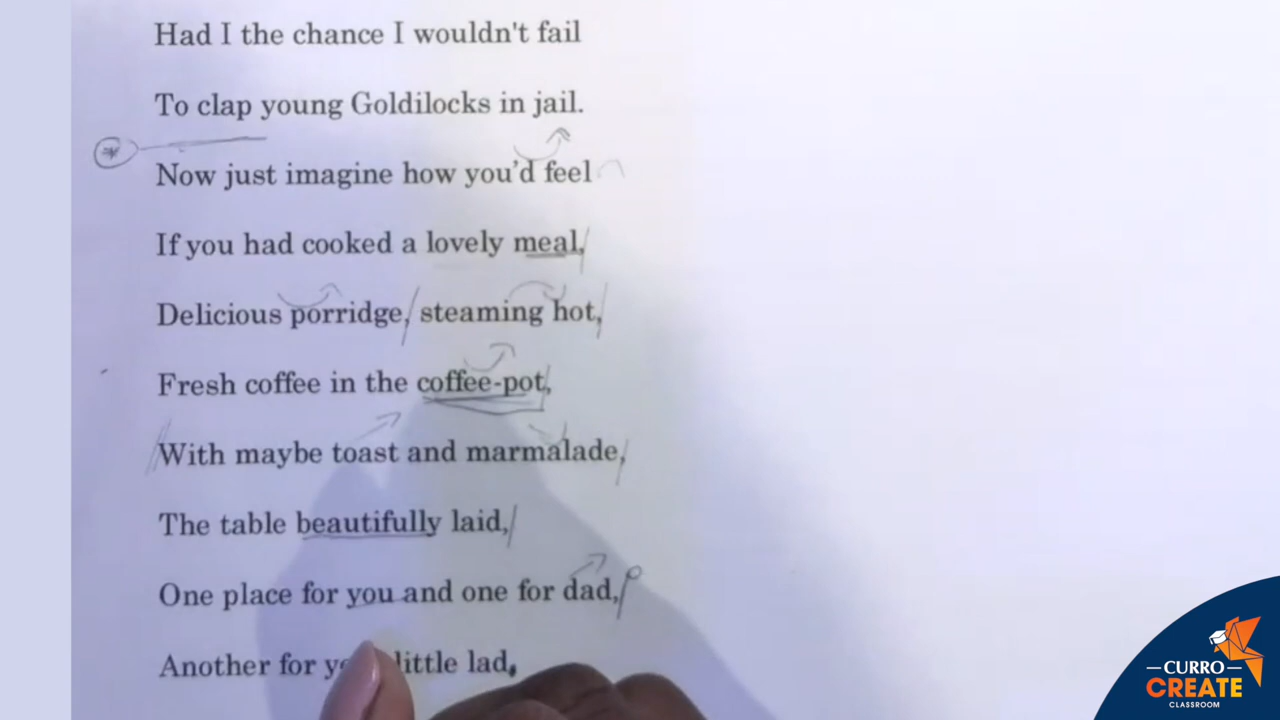 Had I the chance I wouldn't fail
To clap young Goldilocks in jail.
Now just imagine how you'd feel
If you had cooked a lovely meal,
Delicious porridge, steaming hot,
Fresh coffee in the coffee-pot,
With maybe toast and marmalade,
The table beautifully laid,
One place for you and one for dad,
Another for little lad.
CURRO
CREATE
CLASSROOM